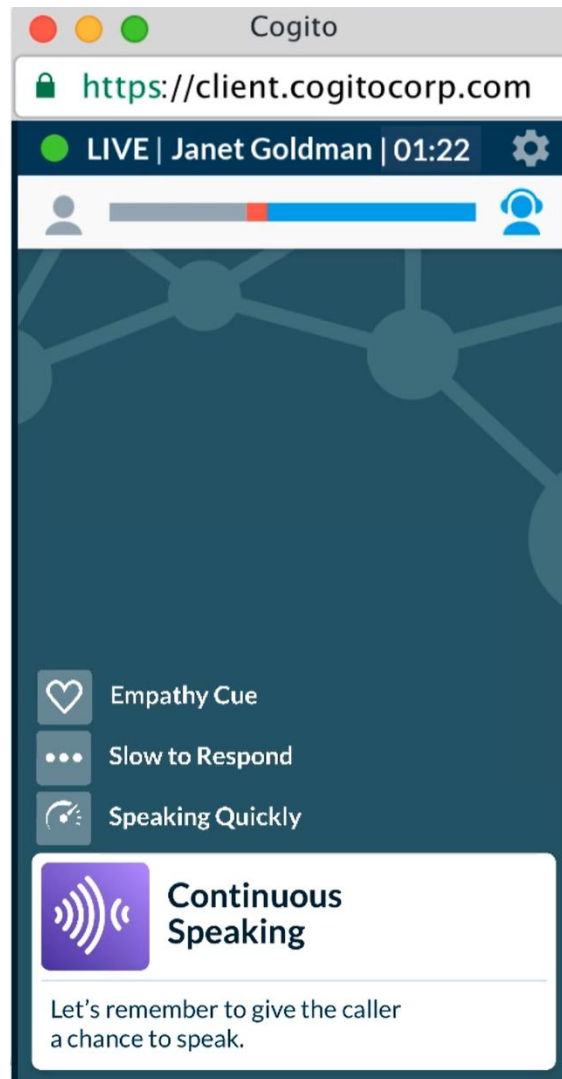 Cogito
https://client.cogitocorp.com
LIVE | Janet Goldman | 01:22
Empathy Cue
Slow to Respond
Speaking Quickly
Continuous
Speaking
Let's remember to give the caller
a chance to speak.